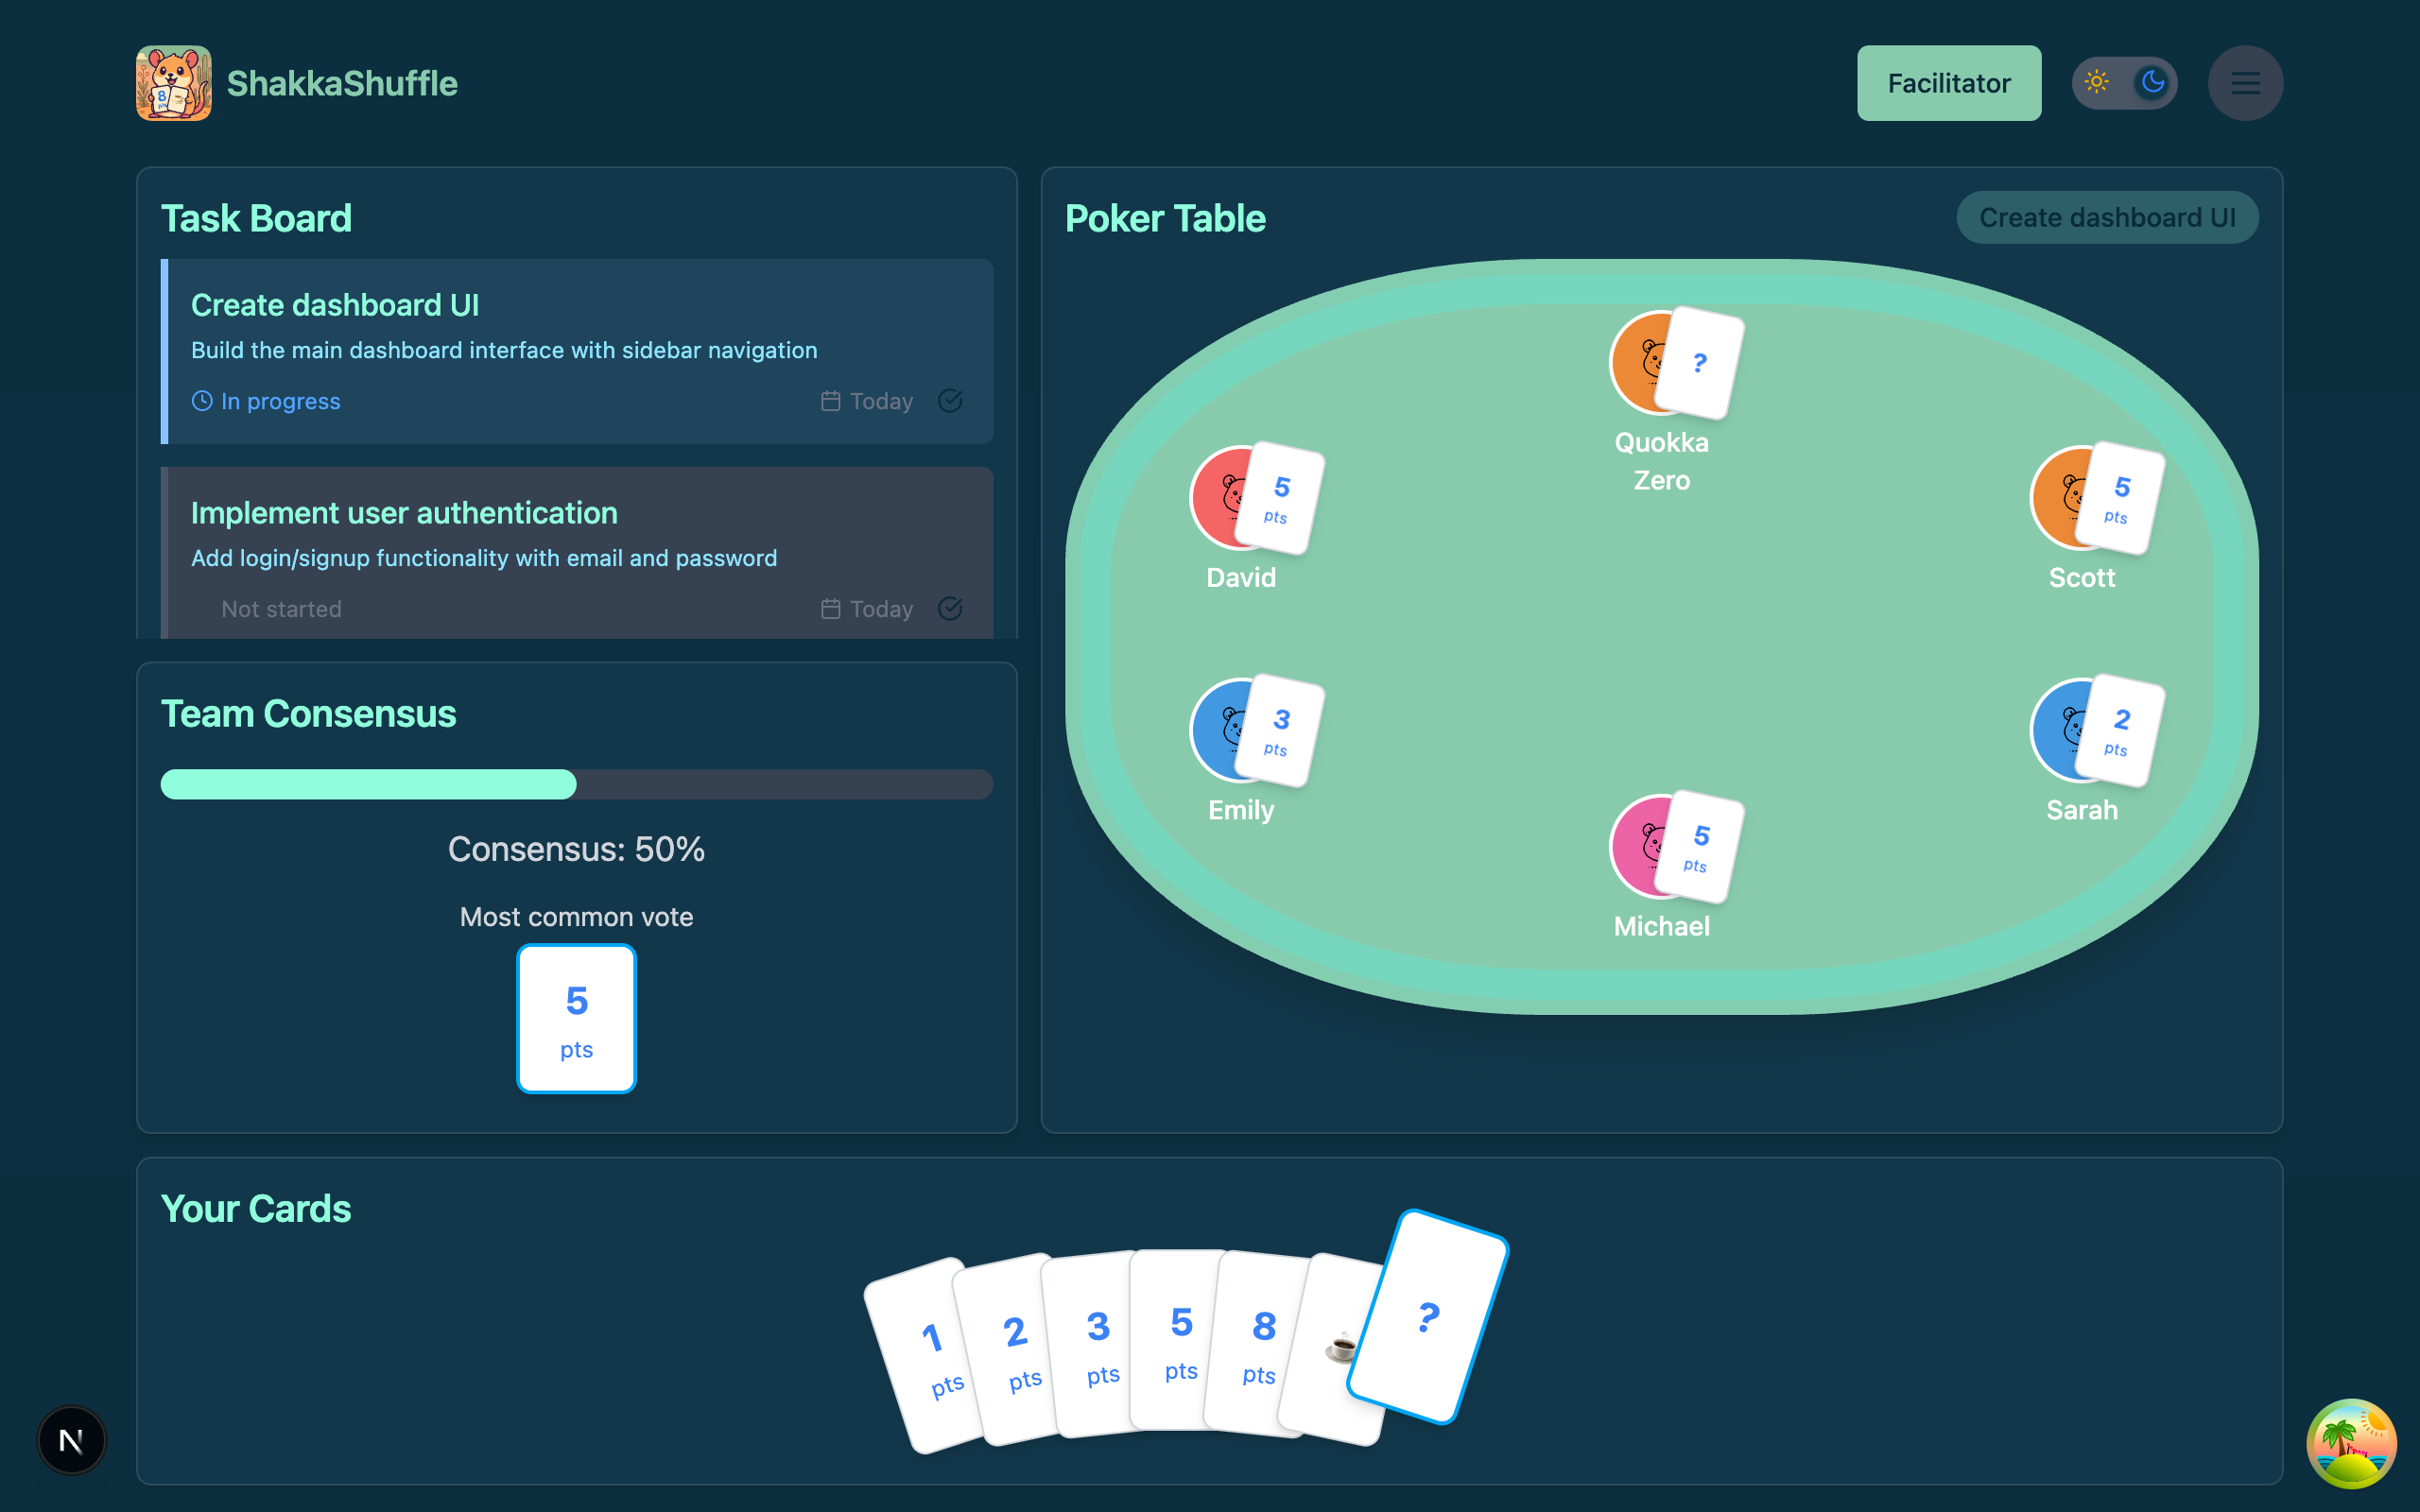 8
pts
ShakkaShuffle
Facilitator
Task Board
Create dashboard UI
Build the main dashboard interface with sidebar navigation
In progress
Today
Implement user authentication
Add login/signup functionality with email and password
Not started
Today
Team Consensus
Consensus: 50%
Most common vote
5
pts
Poker Table
Create dashboard UI
?
Quokka
Zero
5
pts
David
5
pts
Scott
3
pts
Emily
2
pts
Sarah
5
pts
Michael
Your Cards
1
pts
2
pts
3
pts
5
pts
8
pts
?
N